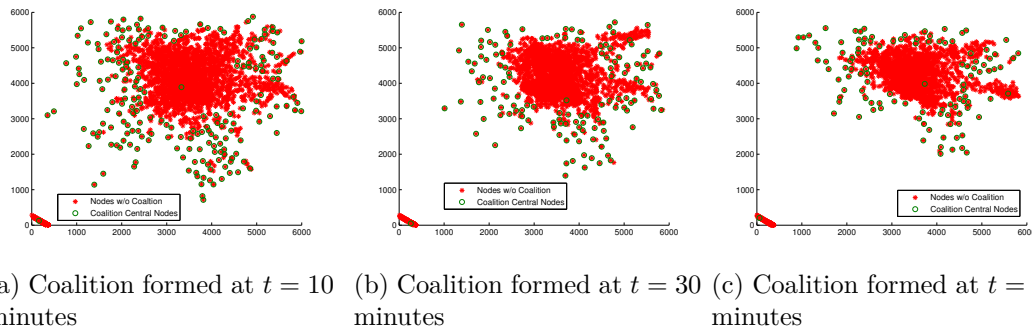 6000
5000
4000
3000
2000
1000
0
0 1000 2000 3000 4000 5000 6000
Nodes w/o Coaltion
Coalition Central Nodes
6000
5000
4000
3000
2000
1000
0
0 1000 2000 3000 4000 5000 6000
Nodes w/o Coalition
Coalition Central Nodes
6000
5000
4000
3000
2000
1000
0
0 1000 2000 3000 4000 5000
Nodes w/o Coalition
Coalition Central Nodes
) Coalition formed at t = 10
minutes
(b) Coalition formed at t = 30
minutes
(c) Coalition formed at t =
minutes